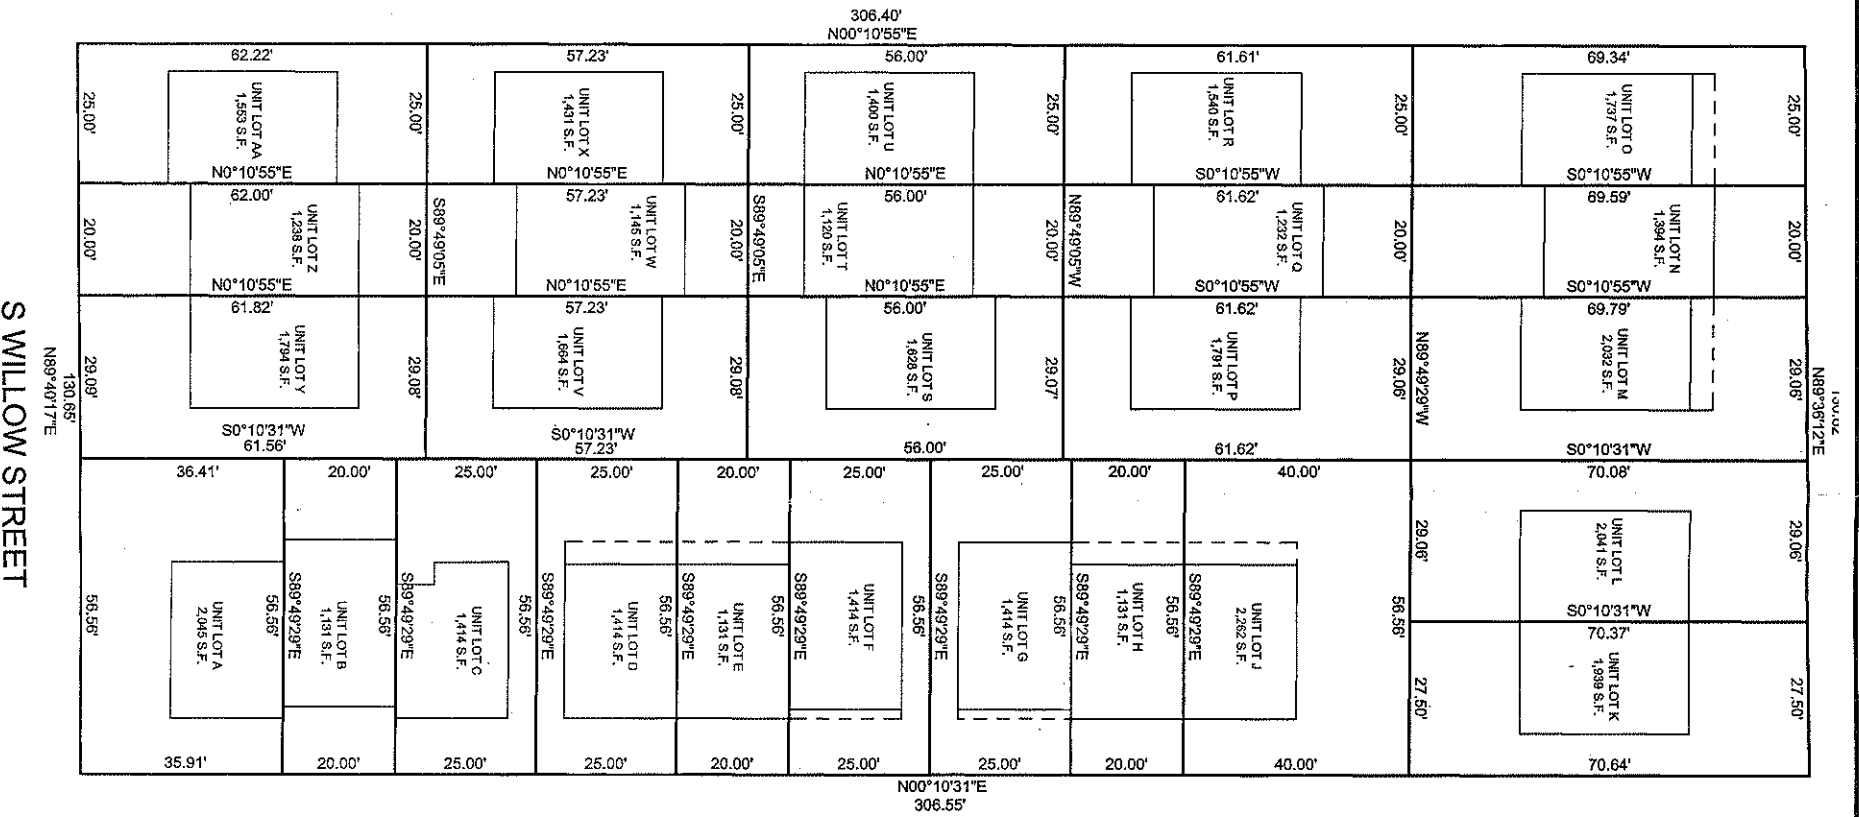 306.40'
N00°10'55"E
62.22'
57.23'
56.00'
61.61'
69.34'
25.00'
UNIT LOT AA
1,553 S.F.
25.00'
UNIT LOT X
1,431 S.F.
25.00'
UNIT LOT U
1,400 S.F.
25.00'
UNIT LOT R
1,540 S.F.
25.00'
UNIT LOT O
1,737 S.F.
25.00'
N0°10'55"E
N0°10'55"E
N0°10'55"E
S0°10'55"W
S0°10'55"W
62.00'
57.23'
56.00'
61.62'
69.59'
20.00'
UNIT LOT Z
1,238 S.F.
20.00'
S89°49'05"E
UNIT LOT W
1,145 S.F.
20.00'
S89°49'05"E
UNIT LOT T
1,120 S.F.
20.00'
N89°49'05"W
UNIT LOT Q
1,232 S.F.
20.00'
UNIT LOT N
1,394 S.F.
20.00'
N0°10'55"E
N0°10'55"E
N0°10'55"E
S0°10'55"W
S0°10'55"W
61.82'
57.23'
56.00'
61.62'
69.79'
29.09'
UNIT LOT Y
1,794 S.F.
29.08'
UNIT LOT V
1,664 S.F.
29.08'
UNIT LOT S
1,628 S.F.
29.07'
UNIT LOT P
1,791 S.F.
29.06'
N89°49'29"W
UNIT LOT M
2,032 S.F.
29.06'
N89°36'12"E
S0°10'31"W
61.56'
S0°10'31"W
57.23'
56.00'
61.62'
S0°10'31"W
130.65'
N89°40'17"E
S WILLOW STREET
36.41'
20.00'
25.00'
25.00'
20.00'
25.00'
25.00'
20.00'
40.00'
70.08'
29.06'
UNIT LOT L
2,041 S.F.
29.06'
S0°10'31"W
70.37'
56.56'
UNIT LOT A
2,045 S.F.
56.56'
S89°49'29"E
UNIT LOT B
1,131 S.F.
56.56'
S89°49'29"E
UNIT LOT C
1,414 S.F.
56.56'
S89°49'29"E
UNIT LOT D
1,414 S.F.
56.56'
S89°49'29"E
UNIT LOT E
1,131 S.F.
56.56'
S89°49'29"E
UNIT LOT F
1,414 S.F.
56.56'
S89°49'29"E
UNIT LOT G
1,414 S.F.
56.56'
S89°49'29"E
UNIT LOT H
1,131 S.F.
56.56'
S89°49'29"E
UNIT LOT J
2,262 S.F.
56.56'
27.50'
UNIT LOT K
1,939 S.F.
27.50'
35.91'
20.00'
25.00'
25.00'
20.00'
25.00'
25.00'
20.00'
40.00'
70.64'
N00°10'31"E
306.55'